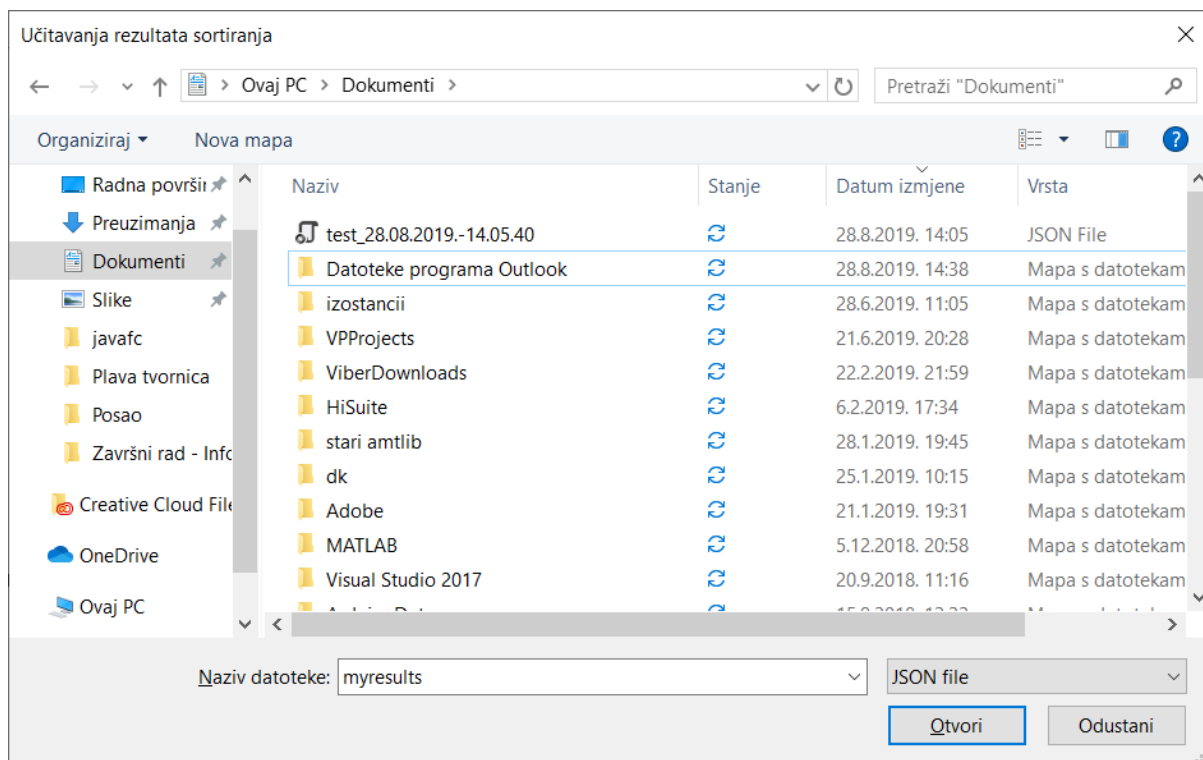 Učitavanja rezultata sortiranja
Ovaj PC > Dokumenti >
Pretraži "Dokumenti"
Organiziraj
Nova mapa
?
Radna površin
Preuzimanja
Dokumenti
Slike
javafc
Plava tvornica
Posao
Završni rad - Info
Creative Cloud File
OneDrive
Ovaj PC
Naziv Stanje Datum izmjene Vrsta
test_28.08.2019.-14.05.40 28.8.2019. 14:05 JSON File
Datoteke programa Outlook 28.8.2019. 14:38 Mapa s datotekam
izostancii 28.6.2019. 11:05 Mapa s datotekam
VPProjects 21.6.2019. 20:28 Mapa s datotekam
ViberDownloads 22.2.2019. 21:59 Mapa s datotekam
HiSuite 6.2.2019. 17:34 Mapa s datotekam
stari amtlib 28.1.2019. 19:45 Mapa s datotekam
dk 25.1.2019. 10:15 Mapa s datotekam
Adobe 21.1.2019. 19:31 Mapa s datotekam
MATLAB 5.12.2018. 20:58 Mapa s datotekam
Visual Studio 2017 20.9.2018. 11:16 Mapa s datotekam
Naziv datoteke: myresults
JSON file
Otvori
Odustani